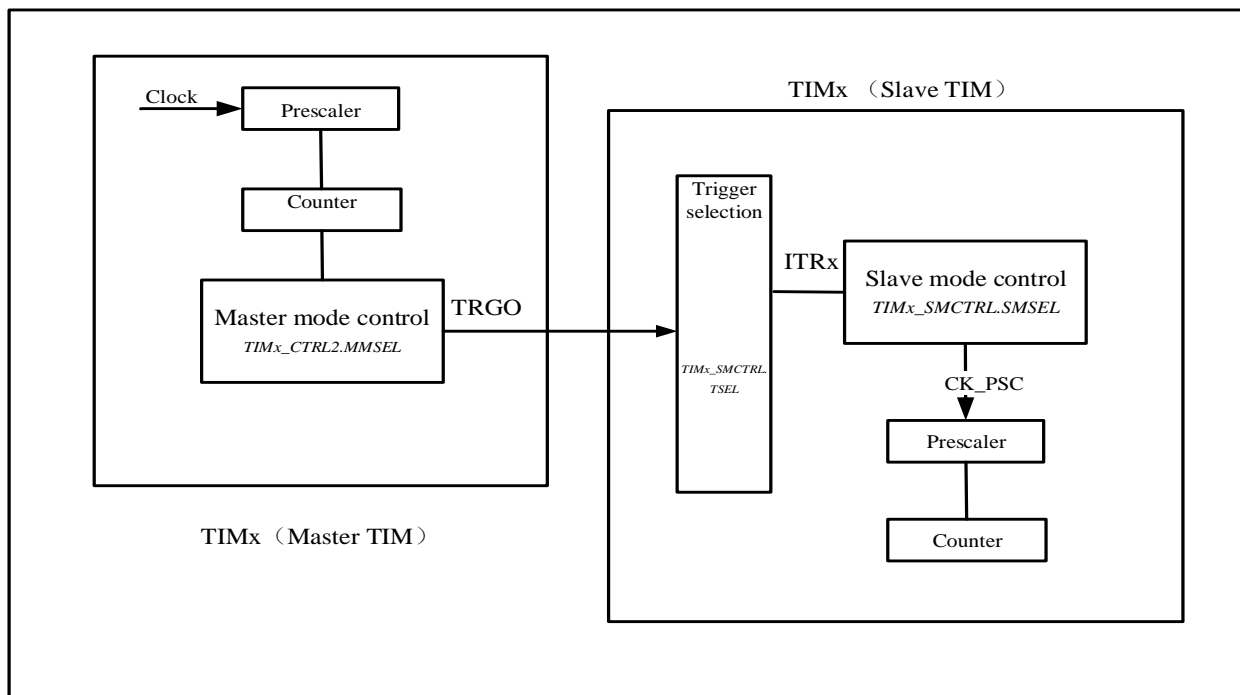 Clock
Prescaler
Counter
Master mode control
TIMx_CTRL2.MMSEL
TRGO
TIMx（Master TIM）
TIMx （Slave TIM）
Trigger
selection
TIMx_SMCTRL.
TSEL
ITRx
Slave mode control
TIMx_SMCTRL.SMSEL
CK_PSC
Prescaler
Counter